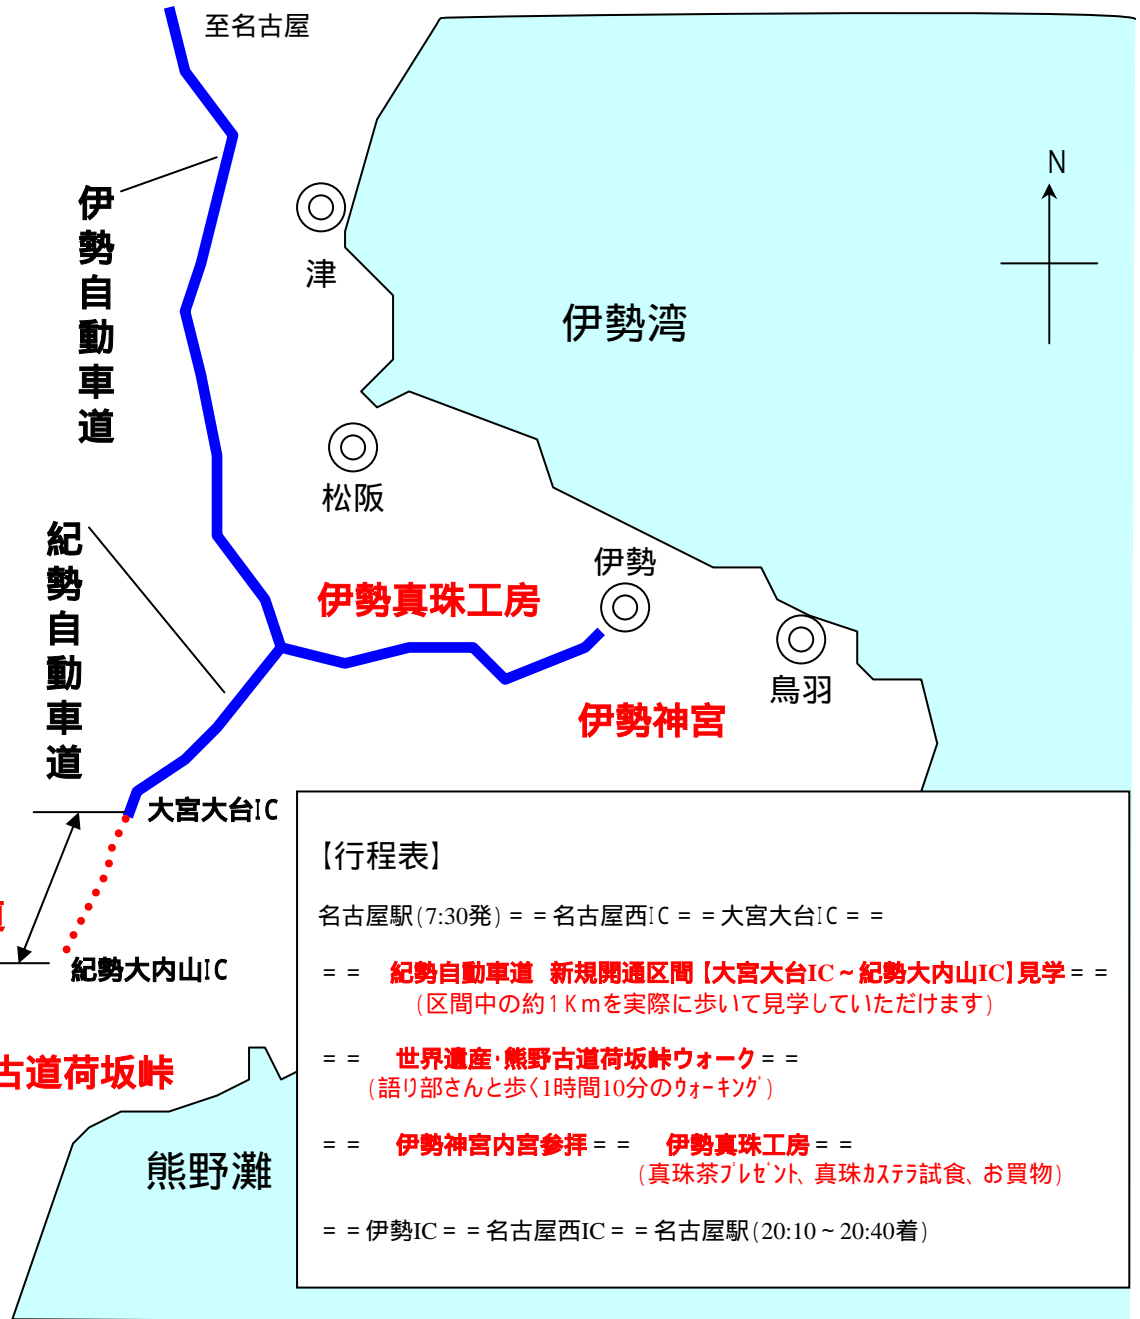 至名古屋
N
伊勢自動車道
津
伊勢湾
松阪
紀勢自動車道
伊勢
伊勢真珠工房
鳥羽
伊勢神宮
大宮大台IC
紀勢大内山IC
古道荷坂峠
熊野灘
【行程表】
名古屋駅(7:30発)==名古屋西IC==大宮大台IC==
== 紀勢自動車道 新規開通区間【大宮大台IC~紀勢大内山IC】見学==
(区間中の約1Kmを実際に歩いて見学していただけます)
== 世界遺産・熊野古道荷坂峠ウォーク==
(語り部さんと歩く1時間10分のウォーキング)
== 伊勢神宮内宮参拝== 伊勢真珠工房==
(真珠茶プレゼント、真珠カステラ試食、お買物)
==伊勢IC==名古屋西IC==名古屋駅(20:10~20:40着)